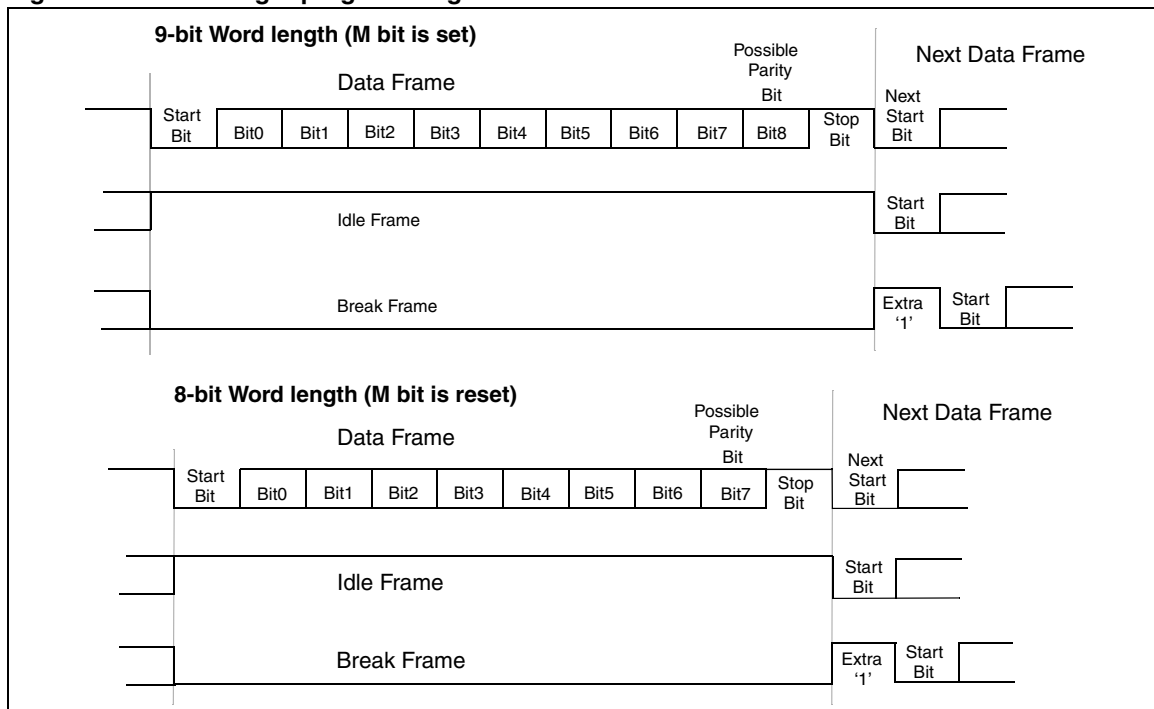 9-bit Word length (M bit is set)
Possible
Parity
Bit
Next Data Frame
Data Frame
Start
Bit
Bit0
Bit1
Bit2
Bit3
Bit4
Bit5
Bit6
Bit7
Bit8
Stop
Bit
Next
Start
Bit
Idle Frame
Start
Bit
Break Frame
Extra
‘1’
Start
Bit
8-bit Word length (M bit is reset)
Possible
Parity
Bit
Next Data Frame
Data Frame
Start
Bit
Bit0
Bit1
Bit2
Bit3
Bit4
Bit5
Bit6
Bit7
Stop
Bit
Next
Start
Bit
Idle Frame
Start
Bit
Break Frame
Extra
‘1’
Start
Bit